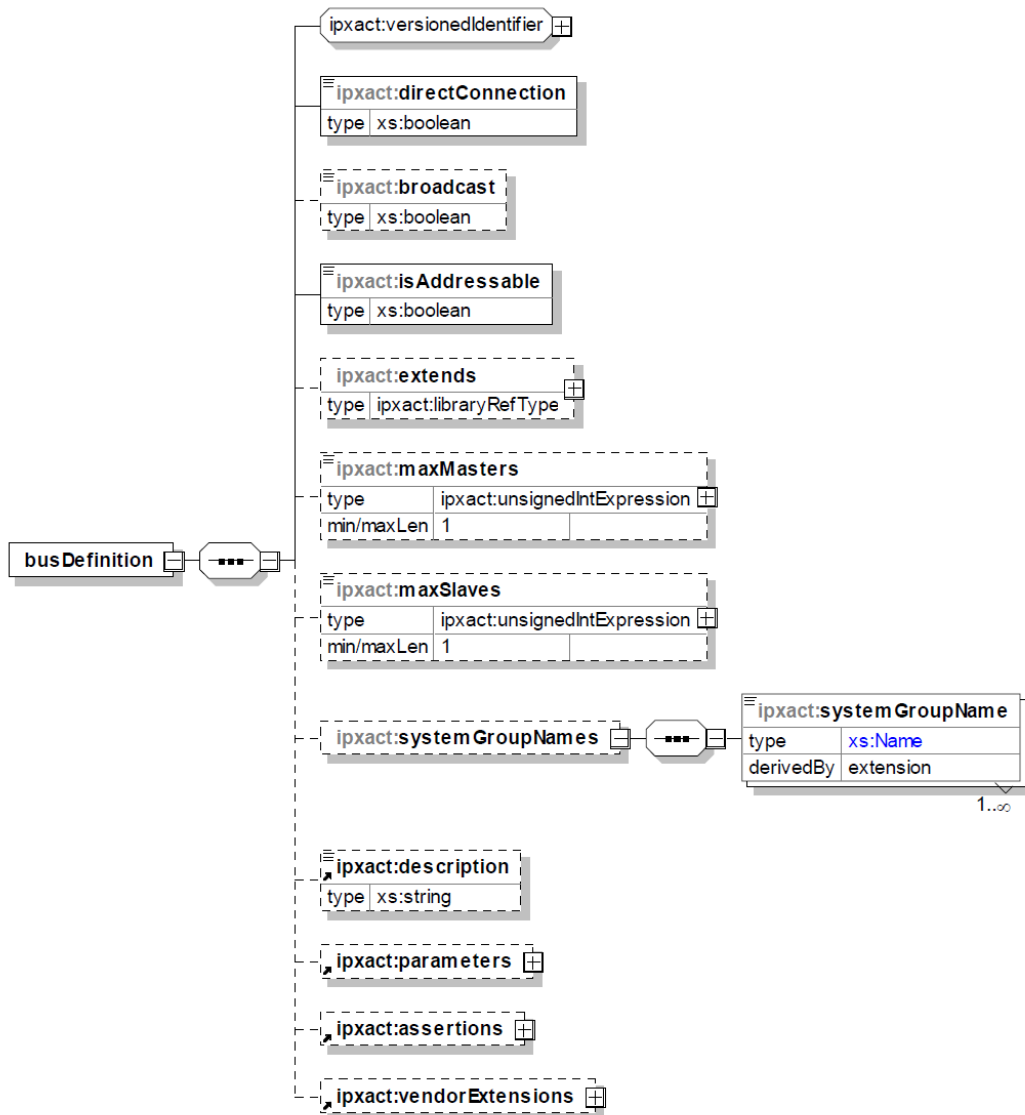 ipxact:versionedIdentifier
ipxact:directConnection
type xs:boolean
ipxact:broadcast
type xs:boolean
ipxact:isAddressable
type xs:boolean
ipxact:extends
type ipxact:libraryRefType
ipxact:maxMasters
type ipxact:unsignedIntExpression
min/maxLen 1
busDefinition
ipxact:maxSlaves
type ipxact:unsignedIntExpression
min/maxLen 1
ipxact:systemGroupNames
ipxact:systemGroupName
type xs:Name
derivedBy extension
1..∞
ipxact:description
type xs:string
ipxact:parameters
ipxact:assertions
ipxact:vendorExtensions